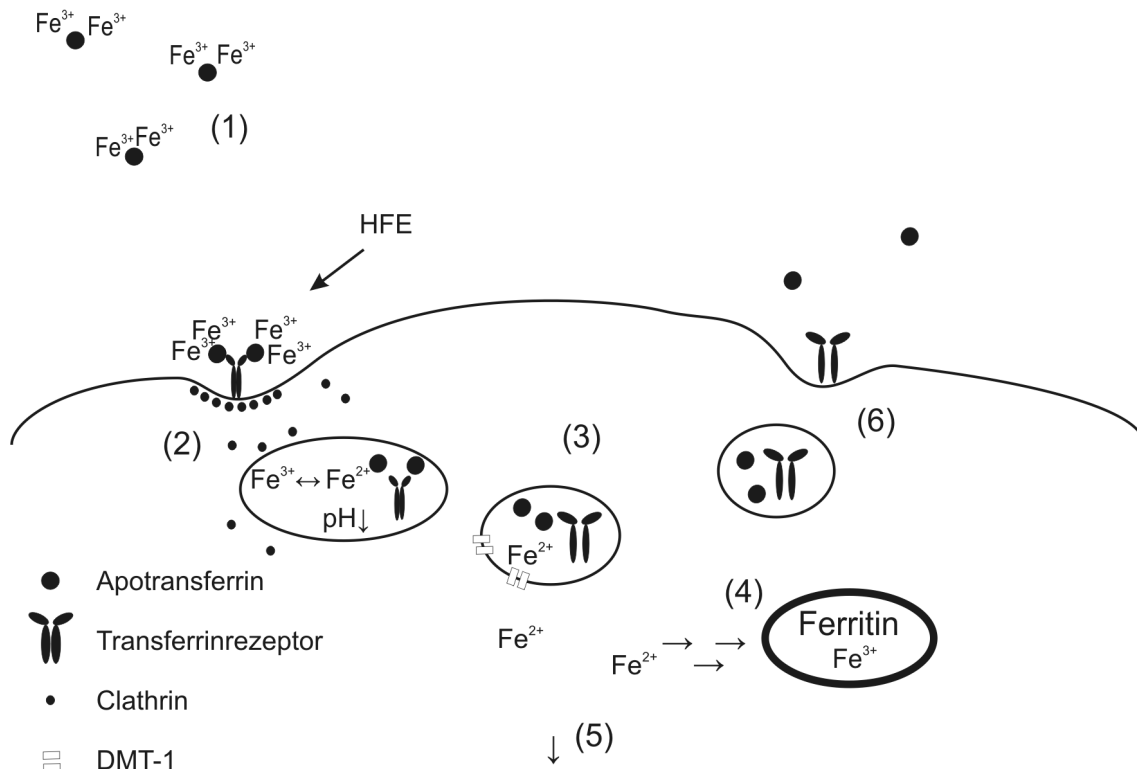 Fe³⁺ Fe³⁺
Fe³⁺ Fe³⁺
(1)
Fe³⁺Fe³⁺
HFE
Fe³⁺ Fe³⁺
Fe³⁺ Fe³⁺
(2)
(3)
(6)
Fe³⁺↔Fe²⁺
pH↓
Fe²⁺
Apotransferrin
(4)
Transferrinrezeptor
Fe²⁺
Fe²⁺ → → →
Ferritin
Fe³⁺
Clathrin
↓ (5)
DMT-1